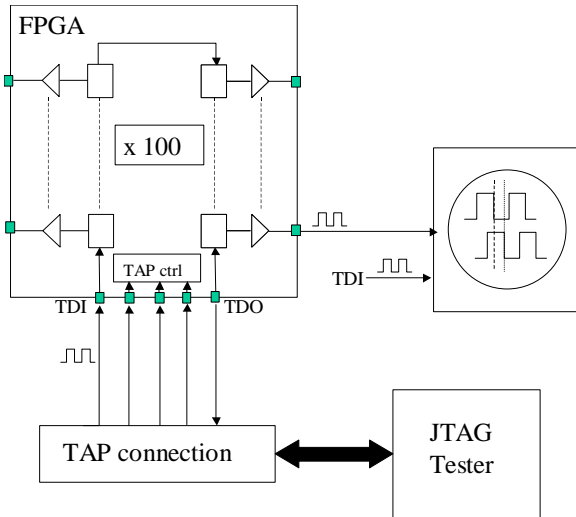 FPGA
x 100
TAP ctrl
TDI
TDO
TDI
TAP connection
JTAG
Tester